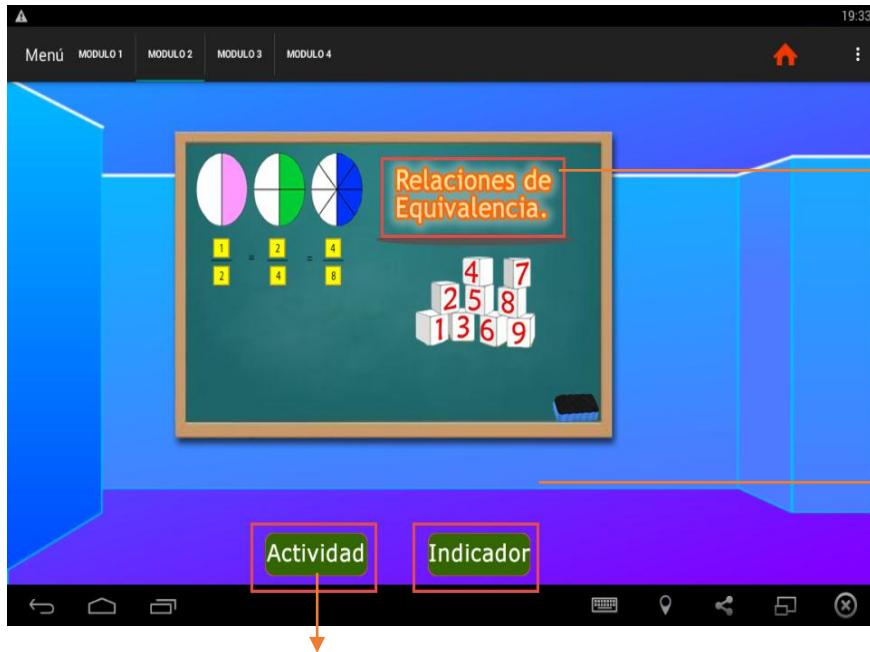 19:33
Menú MODULO 1 MODULO 2 MODULO 3 MODULO 4
Relaciones de
Equivalencia.
1 = 2 = 4
2 4 8
4 7
2 5 8
1 3 6 9
Actividad Indicador